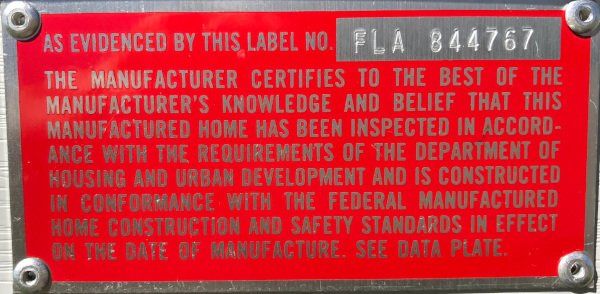 AS EVIDENCED BY THIS LABEL NO. FLA 844767
THE MANUFACTURER CERTIFIES TO THE BEST OF THE
MANUFACTURER'S KNOWLEDGE AND BELIEF THAT THIS
MANUFACTURED HOME HAS BEEN INSPECTED IN ACCORD-
ANCE WITH THE REQUIREMENTS OF THE DEPARTMENT OF
HOUSING AND URBAN DEVELOPMENT AND IS CONSTRUCTED
IN CONFORMANCE WITH THE FEDERAL MANUFACTURED
HOME CONSTRUCTION AND SAFETY STANDARDS IN EFFECT
ON THE DATE OF MANUFACTURE. SEE DATA PLATE.